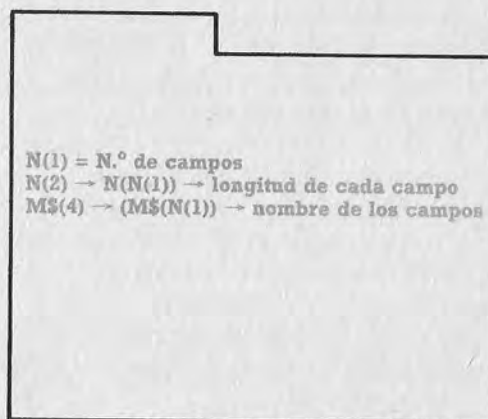 N(1) = N.º de campos
N(2) → N(N(1)) → longitud de cada campo
M$(4) → (M$(N(1)) → nombre de los campos